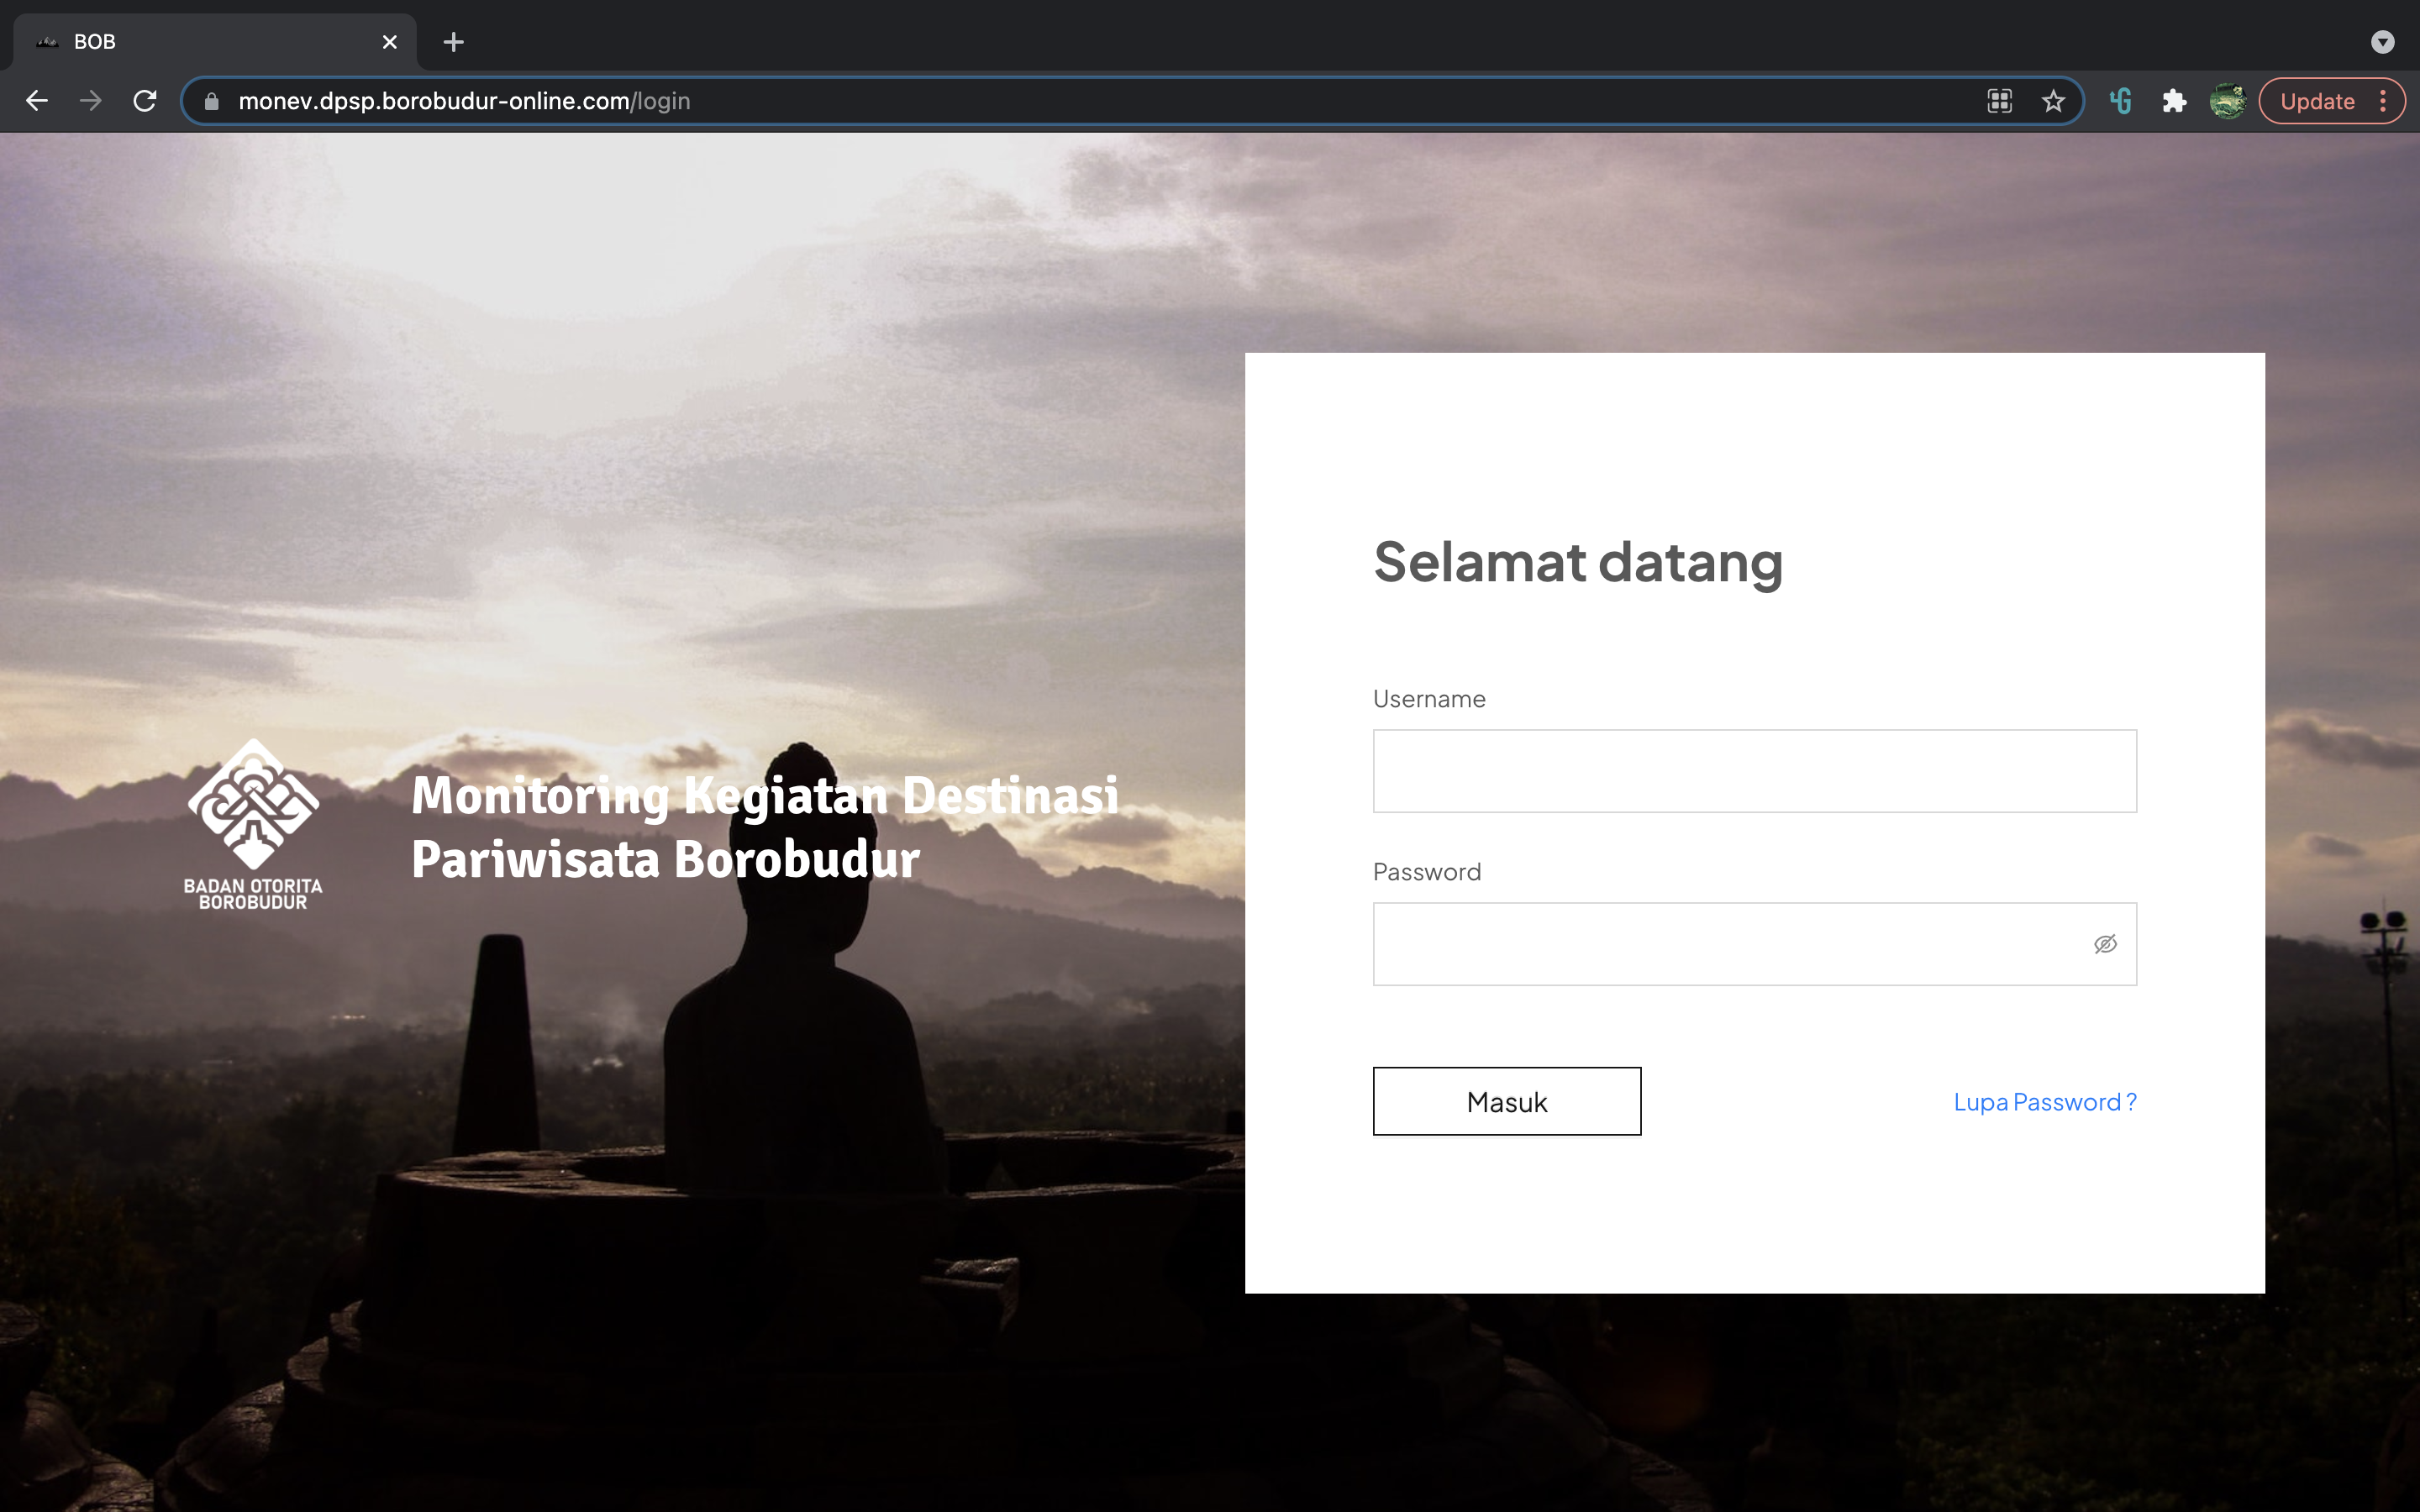 BOB
monev.dpsp.borobudur-online.com/login
Update
Selamat datang
Username
Monitoring Kegiatan Destinasi
Pariwisata Borobudur
BADAN OTORITA
BOROBUDUR
Password
Masuk
Lupa Password ?